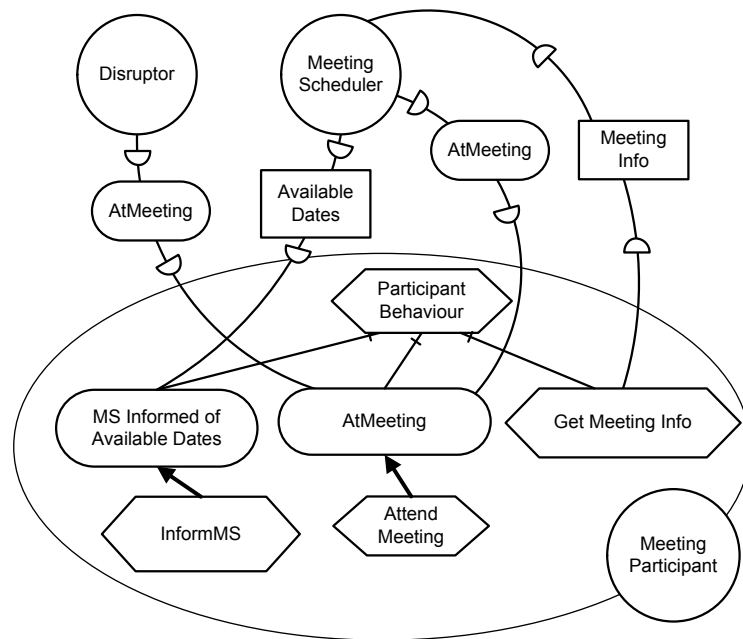 Disruptor
Meeting
Scheduler
AtMeeting
Meeting
Info
Available
Dates
AtMeeting
Participant
Behaviour
MS Informed of
Available Dates
AtMeeting
Get Meeting Info
InformMS
Attend
Meeting
Meeting
Participant